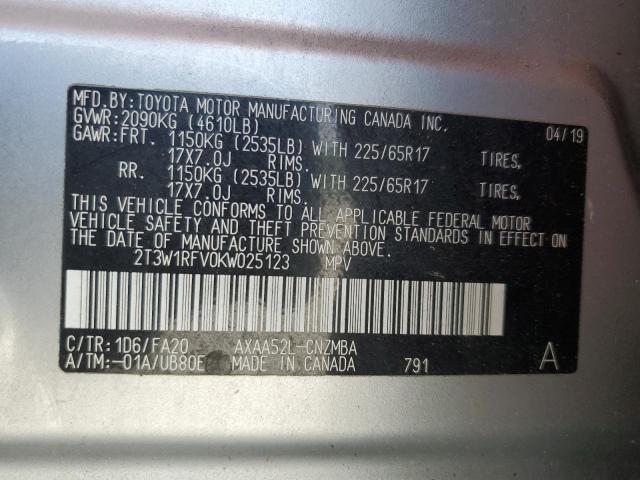 MFD.BY:TOYOTA MOTOR MANUFACTURING CANADA INC. 04/19
GVWR:2090KG (4610LB)
GAWR:FRT. 1150KG (2535LB) WITH 225/65R17 TIRES,
17X7.0J RIMS.
RR. 1150KG (2535LB) WITH 225/65R17 TIRES,
17X7.0J RIMS.
THIS VEHICLE CONFORMS TO ALL APPLICABLE FEDERAL MOTOR
VEHICLE SAFETY AND THEFT PREVENTION STANDARDS IN EFFECT ON
THE DATE OF MANUFACTURE SHOWN ABOVE.
2T3W1RFV0KW025123 MPV
C/TR:1D6/FA20 AXAA52L-CNZMBA
A/TM:-01A/UB80E MADE IN CANADA 791 A